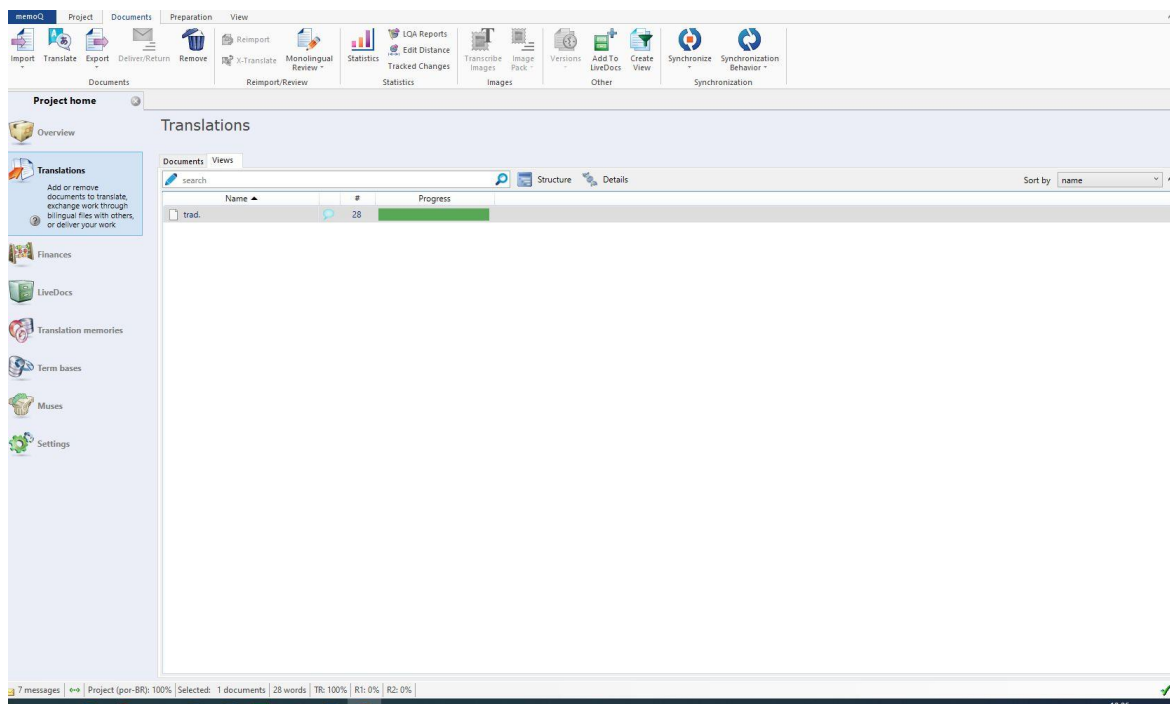 memoQ Project Documents Preparation View
Import Translate Export Deliver/Return Remove
Documents
Reimport
X-Translate
Monolingual
Review
Reimport/Review
Statistics
LQA Reports
Edit Distance
Tracked Changes
Statistics
Transcribe
Images
Image
Pack
Images
Versions
Add To
LiveDocs
Create
View
Other
Synchronize
Synchronization
Behavior
Synchronization
Project home
Overview
Translations
Add or remove
documents to translate,
exchange work through
bilingual files with others,
or deliver your work
Finances
LiveDocs
Translation memories
Term bases
Muses
Settings
Translations
Documents Views
search
Structure Details
Sort by name
Name # Progress
trad. 28
7 messages Project (por-BR): 100% Selected: 1 documents 28 words TR: 100% R1: 0% R2: 0%